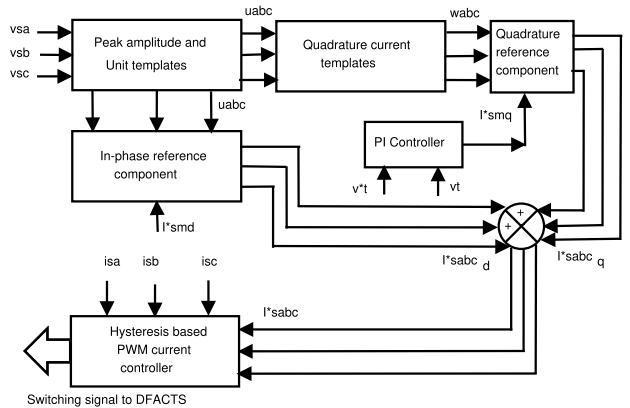 uabc
wabc
vsa
vsb
vsc
Peak amplitude and
Unit templates
Quadrature current
templates
Quadrature
reference
component
uabc
I*smq
In-phase reference
component
PI Controller
v*t
vt
I*smd
+
+
I*sabc d
I*sabc q
isa
isb
isc
I*sabc
Hysteresis based
PWM current
controller
Switching signal to DFACTS